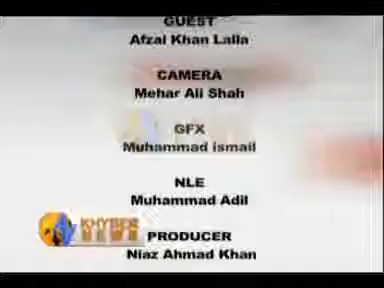 GUEST
Afzal Khan Lalla
CAMERA
Mehar Ali Shah
GFX
Muhammad Ismail
NLE
Muhammad Adil
KHYBER
NEWS
PRODUCER
Niaz Ahmad Khan